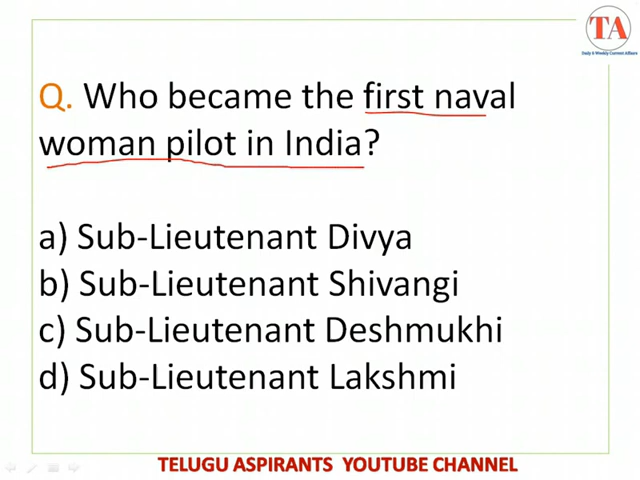 TA
Daily & Weekly Current Affairs
Q. Who became the first naval
woman pilot in India?
a) Sub-Lieutenant Divya
b) Sub-Lieutenant Shivangi
c) Sub-Lieutenant Deshmukhi
d) Sub-Lieutenant Lakshmi
TELUGU ASPIRANTS YOUTUBE CHANNEL